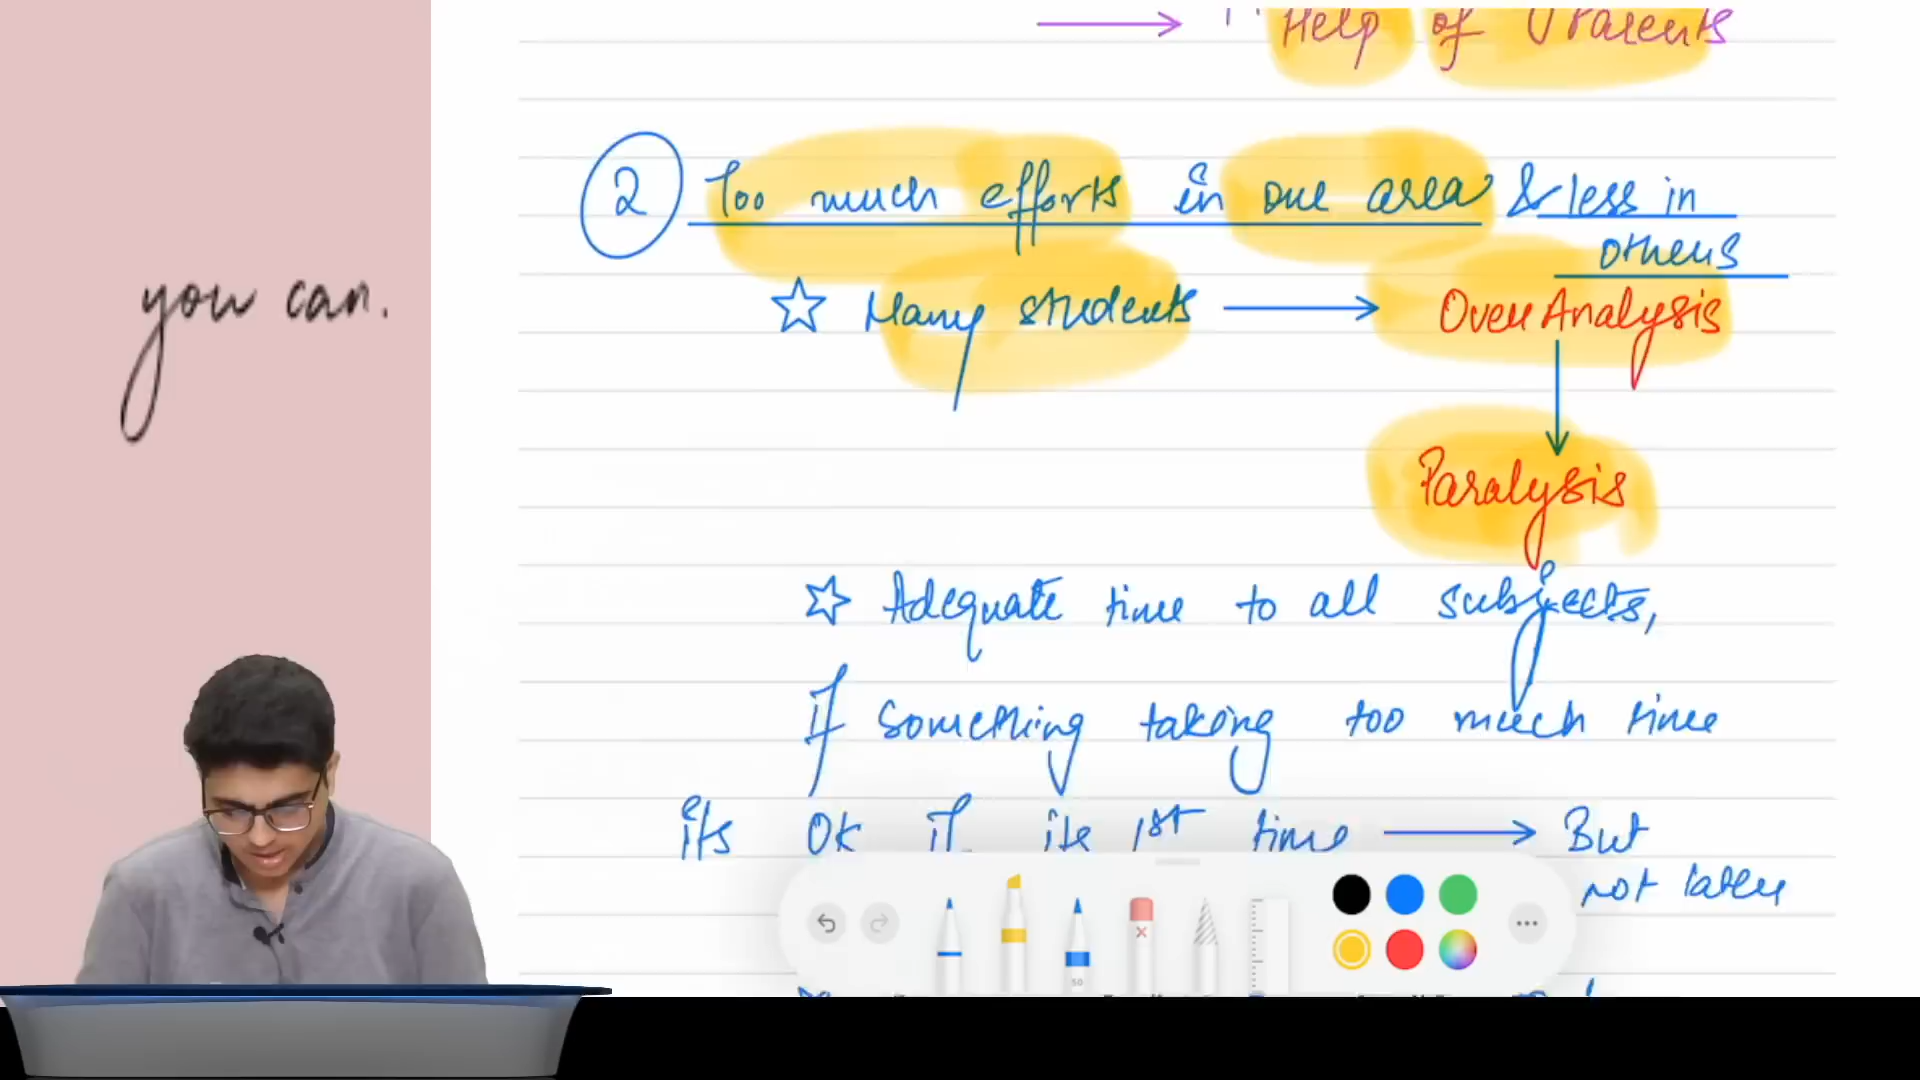 Help of Parents
you can.
2 Too much efforts in one area & less in
others
☆ Many students → Over Analysis
Paralysis
☆ Adequate time to all subjects,
If something taking too much time
its Ok if its 1st time → But
not later
50